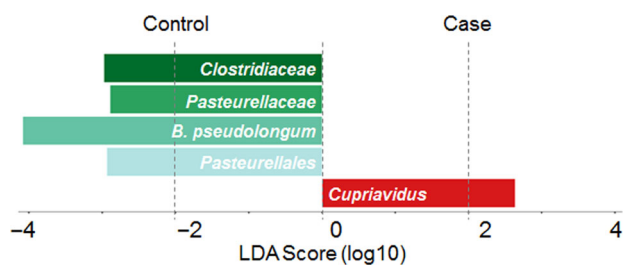 Control Case
Clostridiaceae
Pasteurellaceae
B. pseudolongum
Pasteurellales
Cupriavidus
−4 −2 0 2 4
LDA Score (log10)